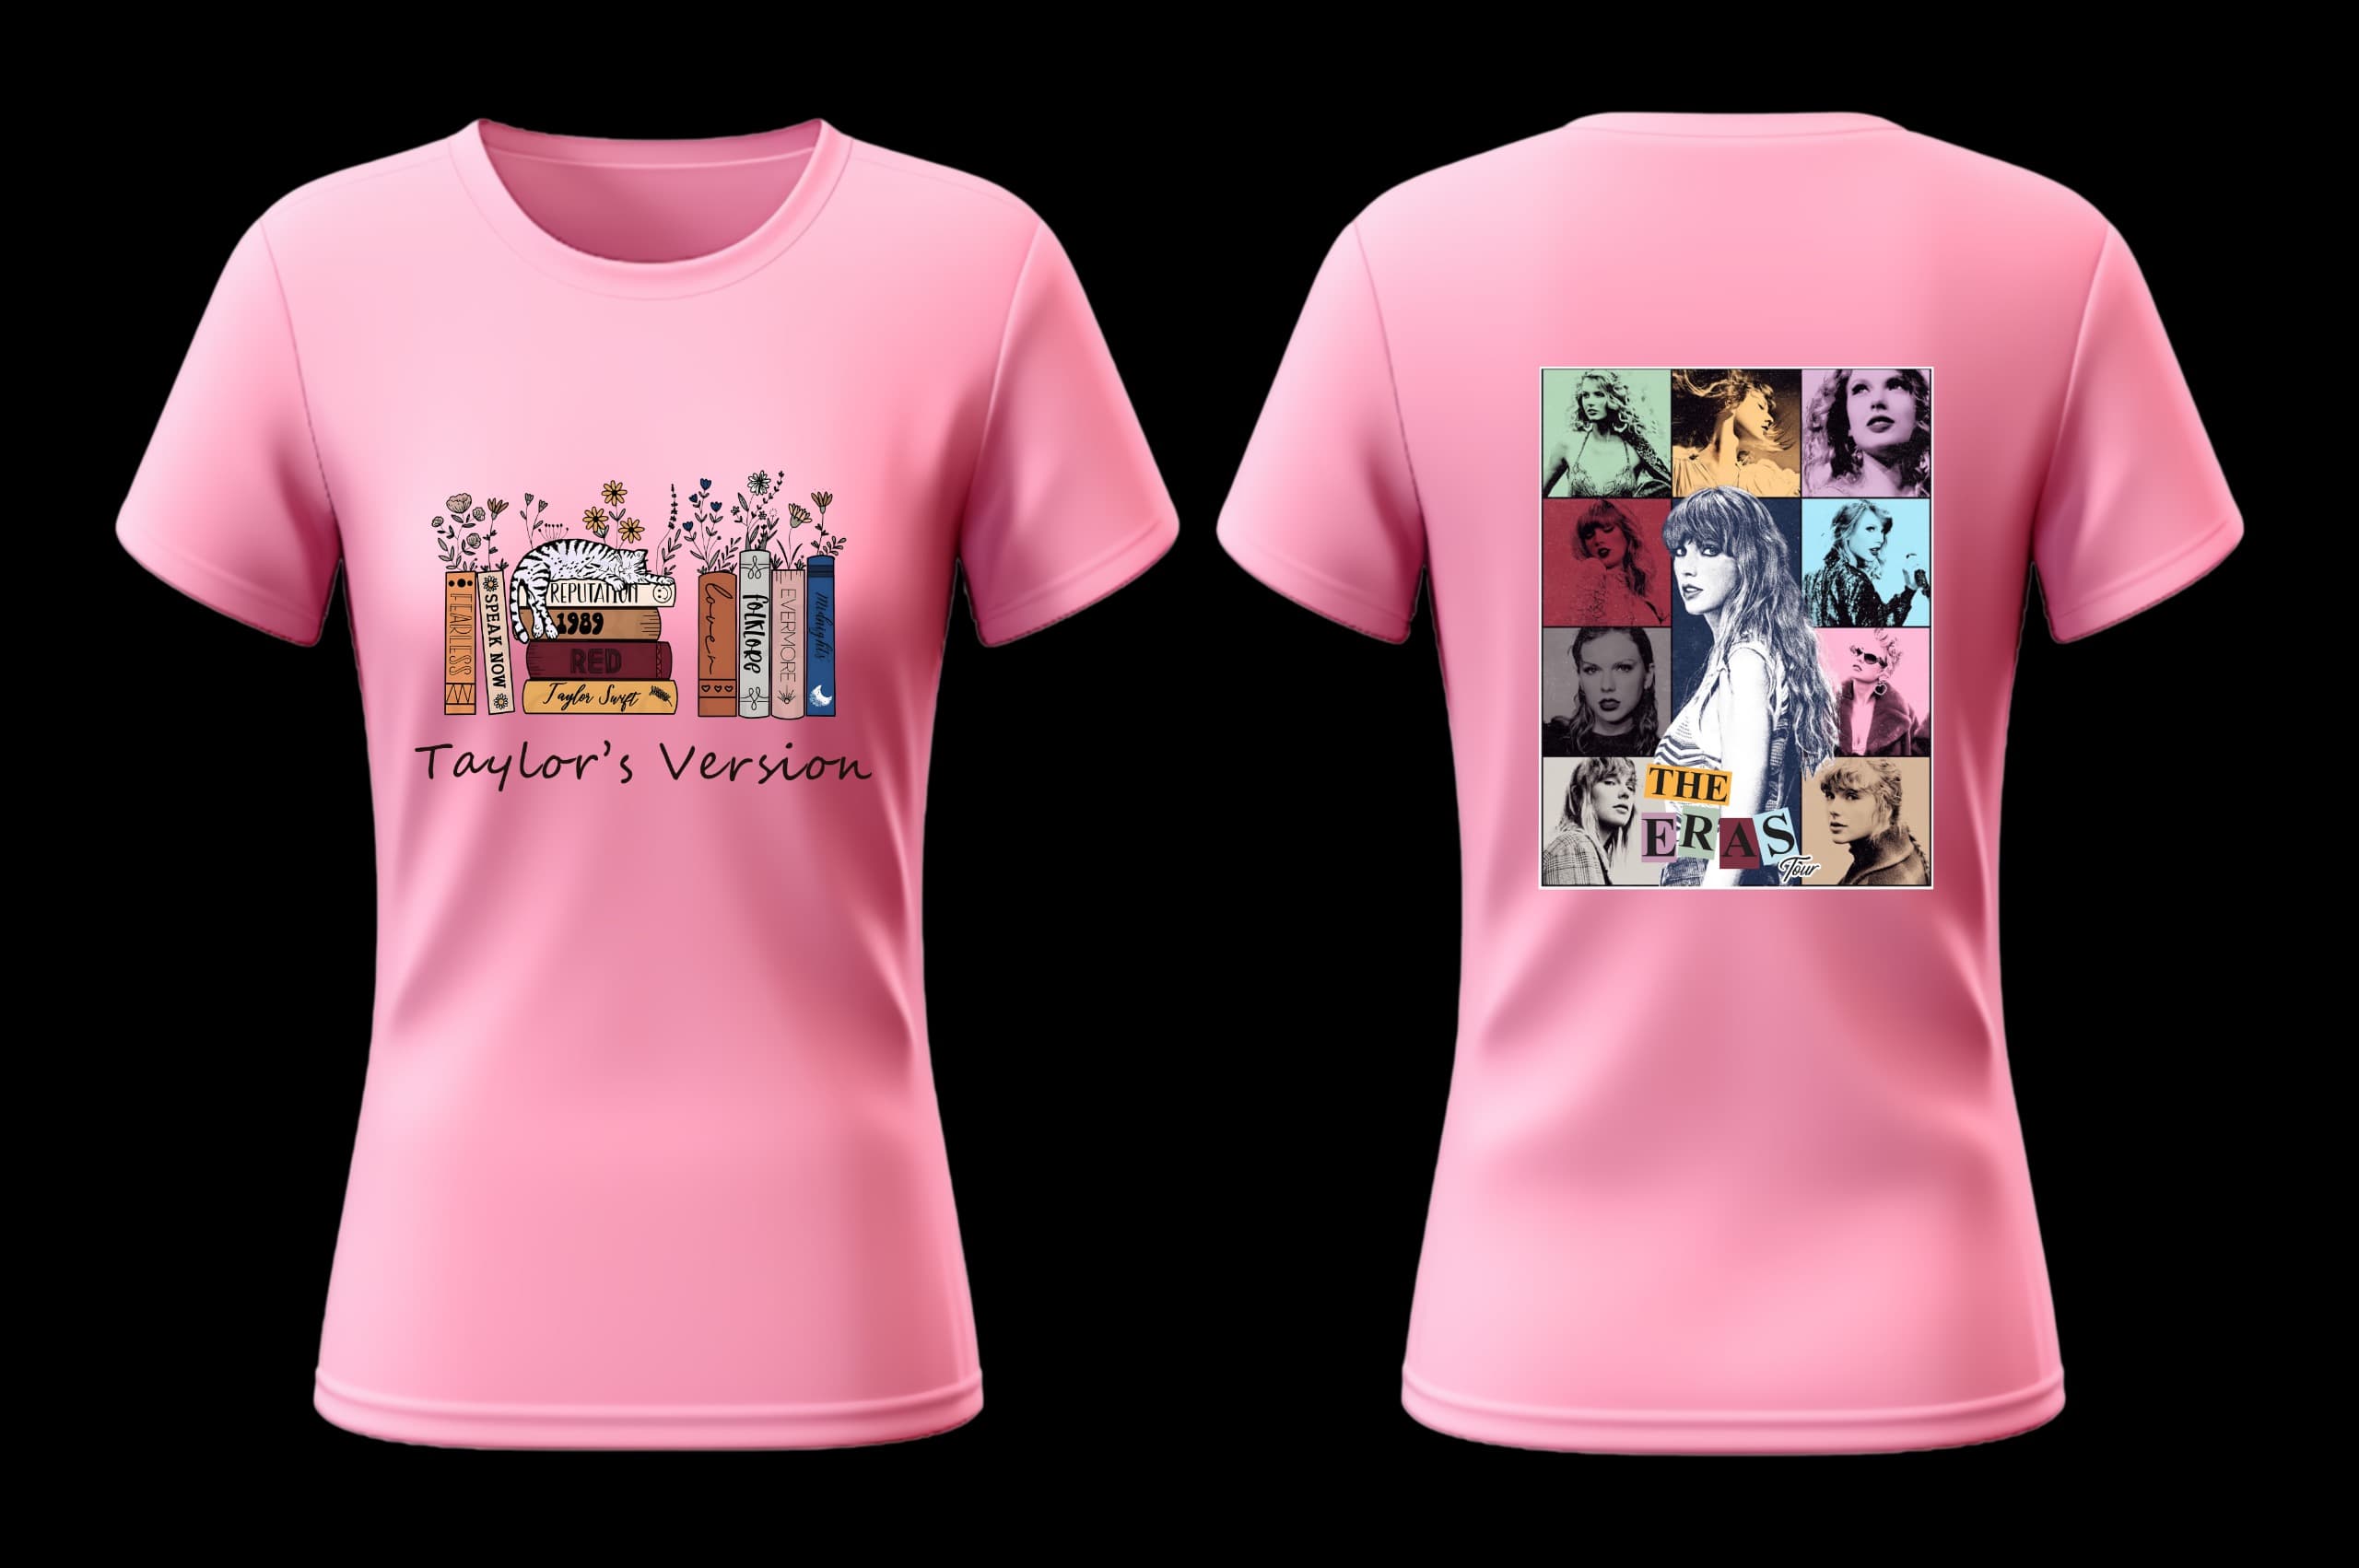 FEARLESS
SPEAK NOW
REPUTATION
1989
RED
Taylor Swift
lover
folklore
EVERMORE
Midnights
Taylor's Version
THE
ERAS
Tour